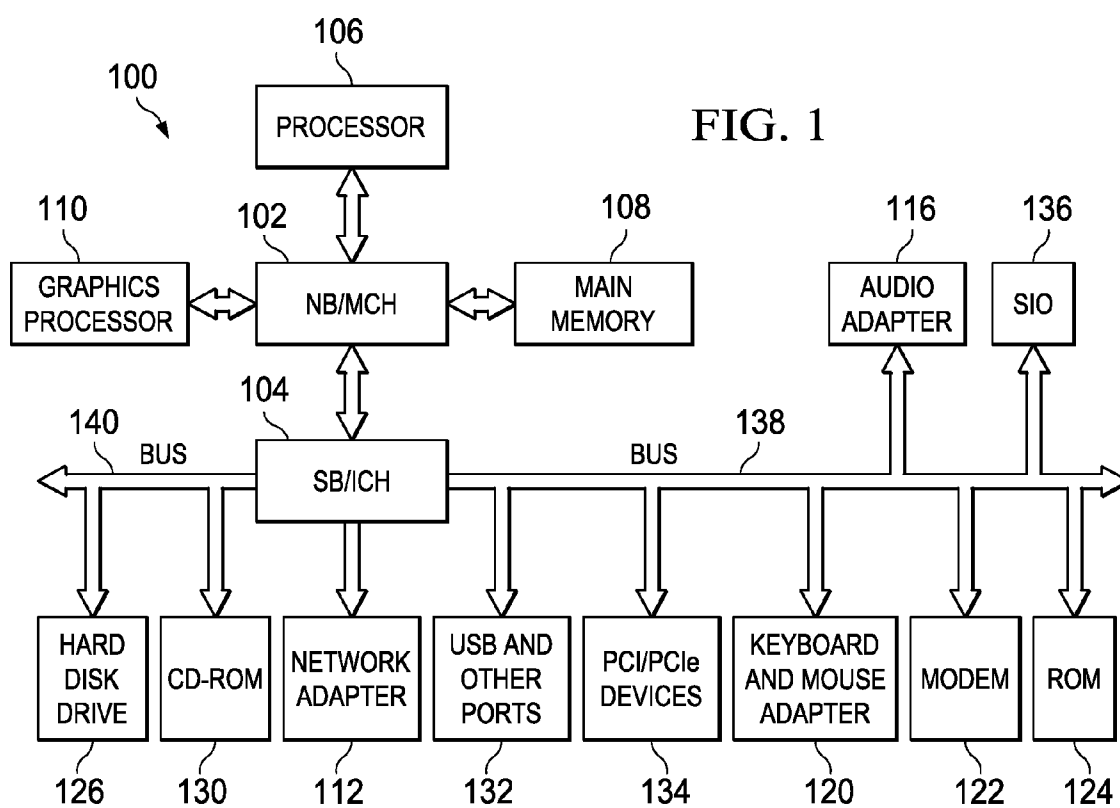 106
100
PROCESSOR
FIG. 1
110
102
108
116
136
GRAPHICS
PROCESSOR
NB/MCH
MAIN
MEMORY
AUDIO
ADAPTER
SIO
104
140
138
BUS
BUS
SB/ICH
HARD
DISK
DRIVE
CD-ROM
NETWORK
ADAPTER
USB AND
OTHER
PORTS
PCI/PCIe
DEVICES
KEYBOARD
AND MOUSE
ADAPTER
MODEM
ROM
126
130
112
132
134
120
122
124